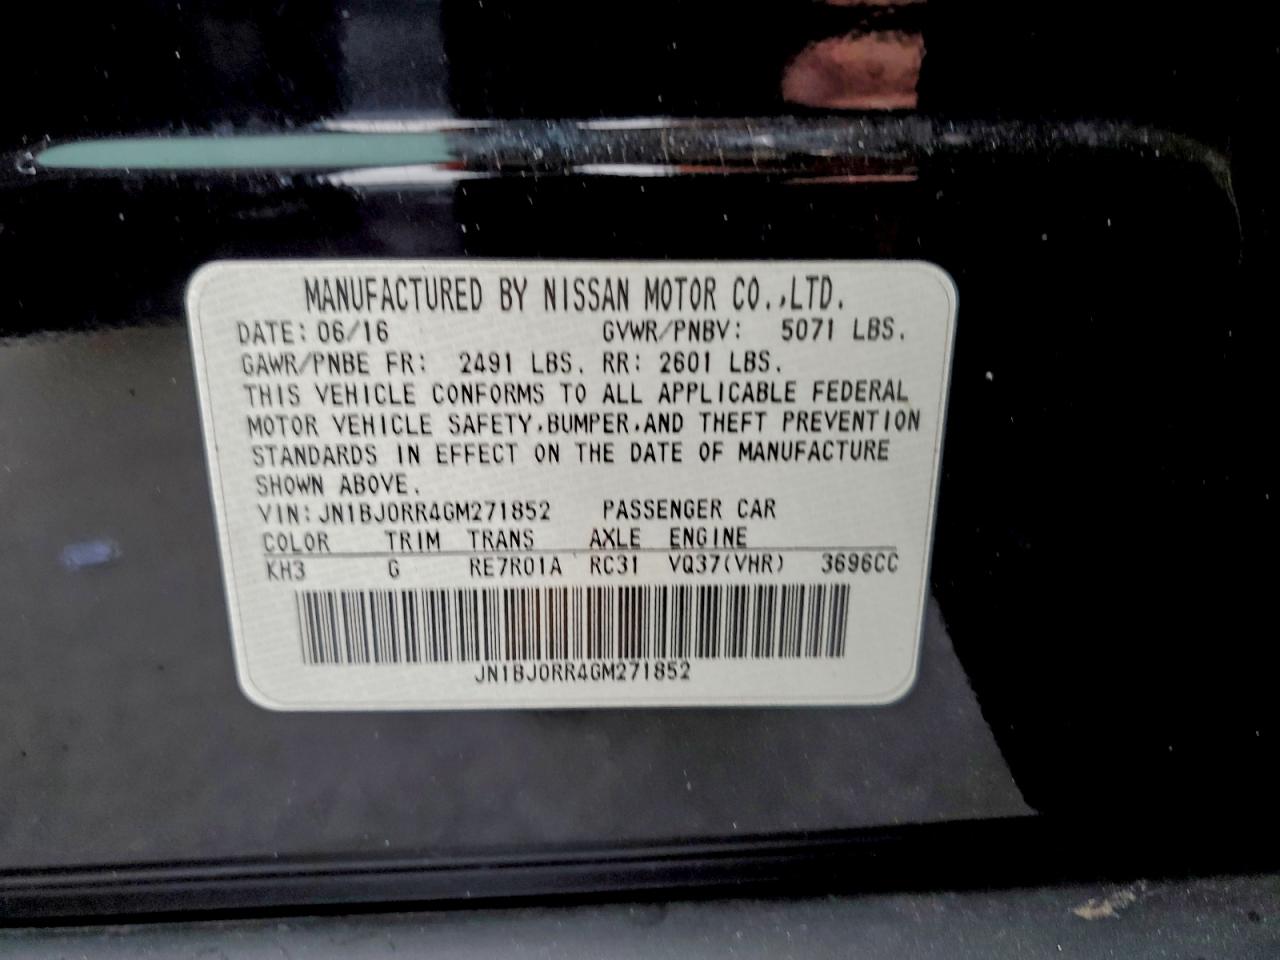 MANUFACTURED BY NISSAN MOTOR CO.,LTD.
DATE: 06/16 GVWR/PNBV: 5071 LBS.
GAWR/PNBE FR: 2491 LBS. RR: 2601 LBS.
THIS VEHICLE CONFORMS TO ALL APPLICABLE FEDERAL
MOTOR VEHICLE SAFETY,BUMPER,AND THEFT PREVENTION
STANDARDS IN EFFECT ON THE DATE OF MANUFACTURE
SHOWN ABOVE.
VIN:JN1BJ0RR4GM271852 PASSENGER CAR
COLOR TRIM TRANS AXLE ENGINE
KH3 G RE7R01A RC31 VQ37(VHR) 3696CC
JN1BJ0RR4GM271852